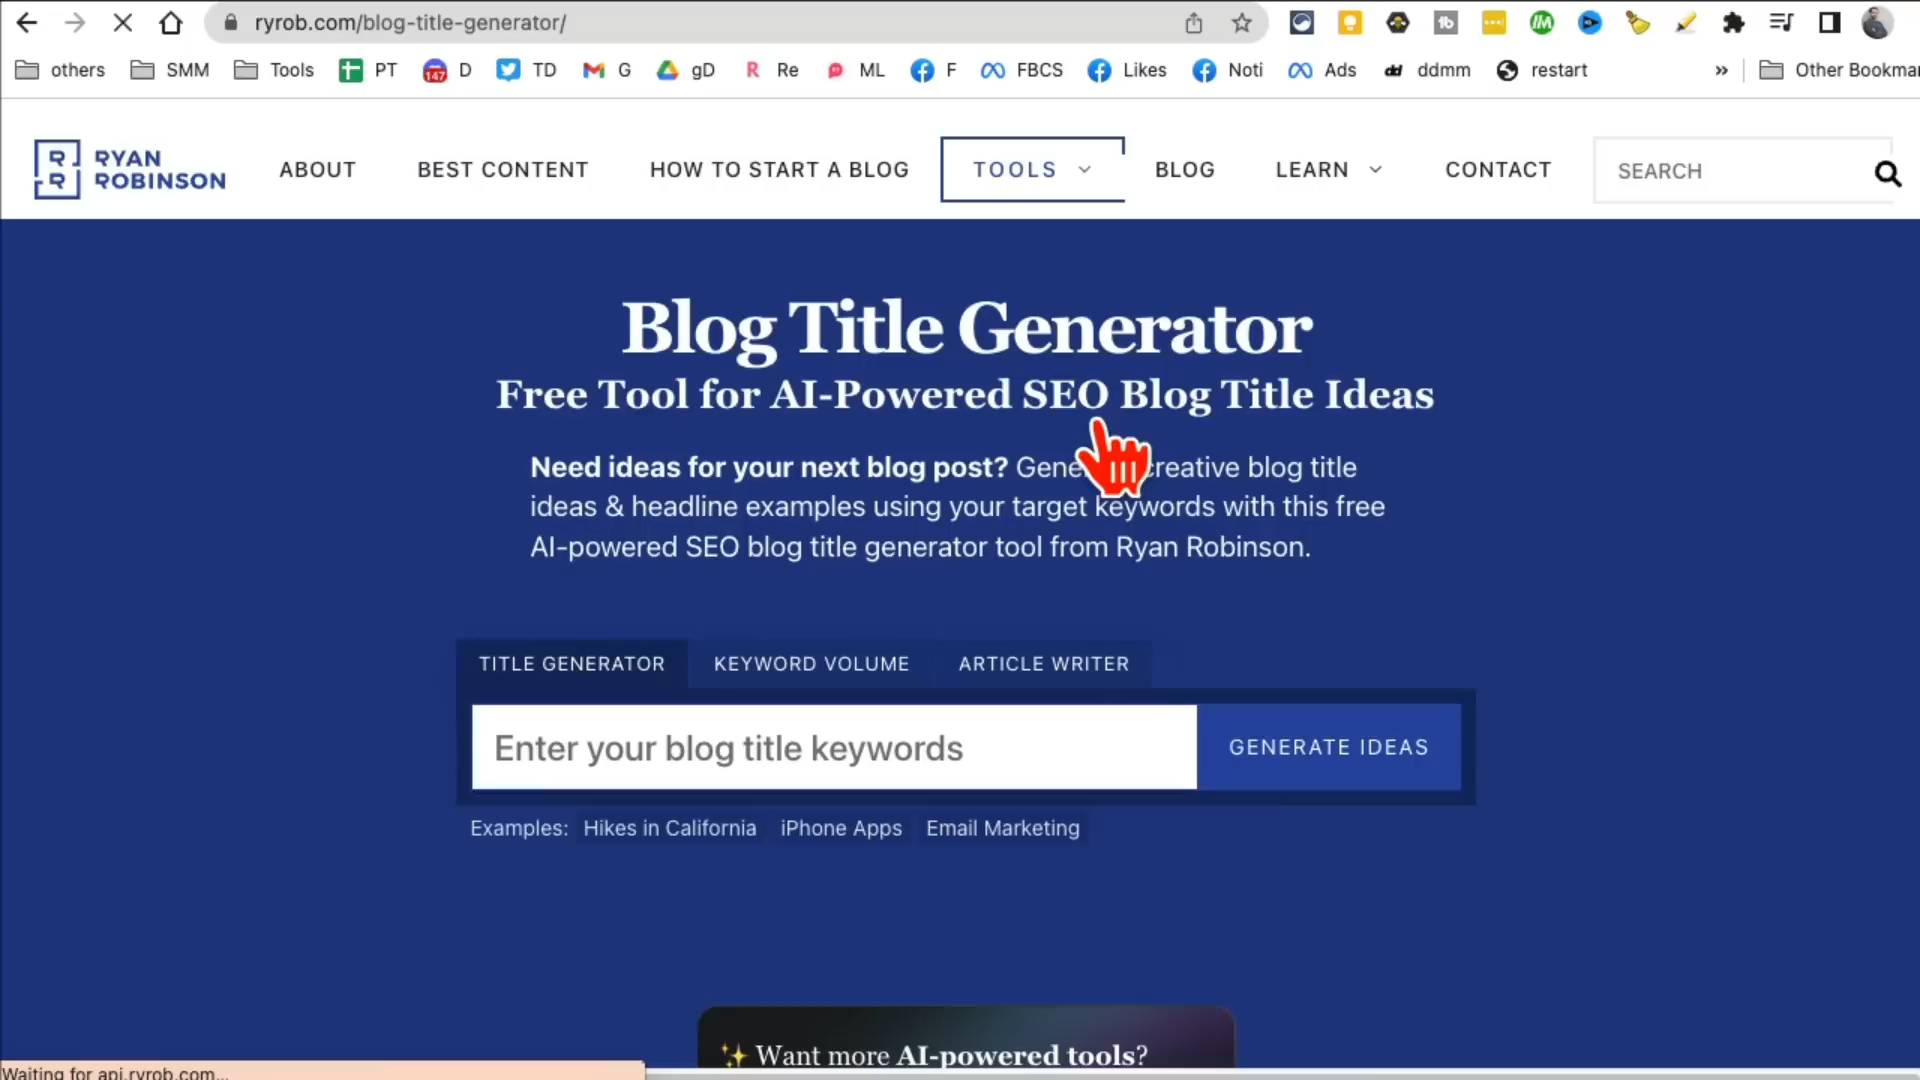 ryrob.com/blog-title-generator/
others SMM Tools PT 147 D TD G gD R Re ML F FBCS Likes Noti Ads dd ddmm restart » Other Bookmar
RYAN ROBINSON
ABOUT BEST CONTENT HOW TO START A BLOG TOOLS BLOG LEARN CONTACT SEARCH
Blog Title Generator
Free Tool for AI-Powered SEO Blog Title Ideas
Need ideas for your next blog post? Gene creative blog title
ideas & headline examples using your target keywords with this free
AI-powered SEO blog title generator tool from Ryan Robinson.
TITLE GENERATOR KEYWORD VOLUME ARTICLE WRITER
Enter your blog title keywords GENERATE IDEAS
Examples: Hikes in California iPhone Apps Email Marketing
✨ Want more AI-powered tools?
Waiting for api.ryrob.com...